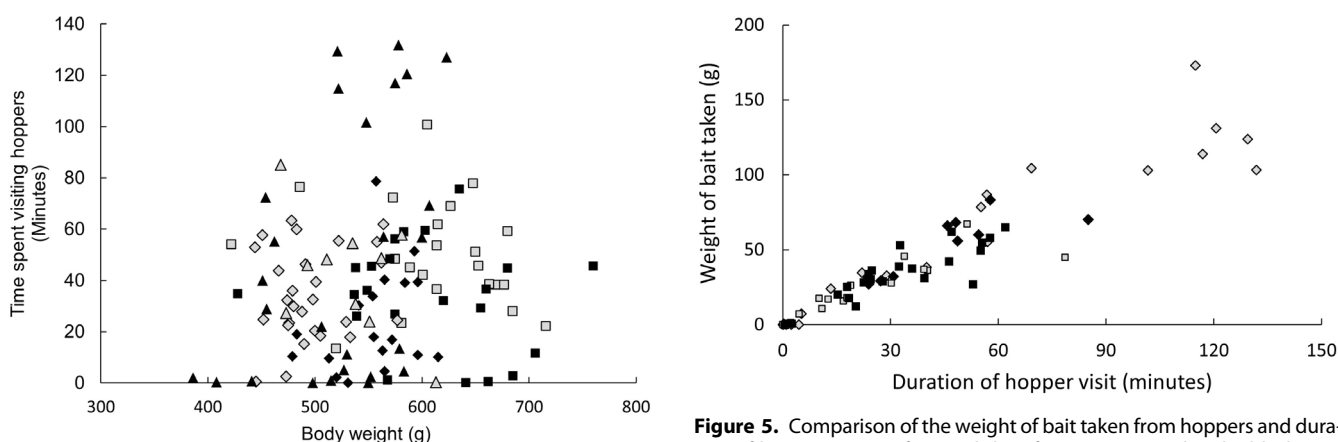 140
120
100
80
60
40
20
0
300 400 500 600 700 800
Time spent visiting hoppers
(Minutes)
Body weight (g)
200
150
100
50
0
0 30 60 90 120 150
Weight of bait taken (g)
Duration of hopper visit (minutes)
Figure 5. Comparison of the weight of bait taken from hoppers and dura-